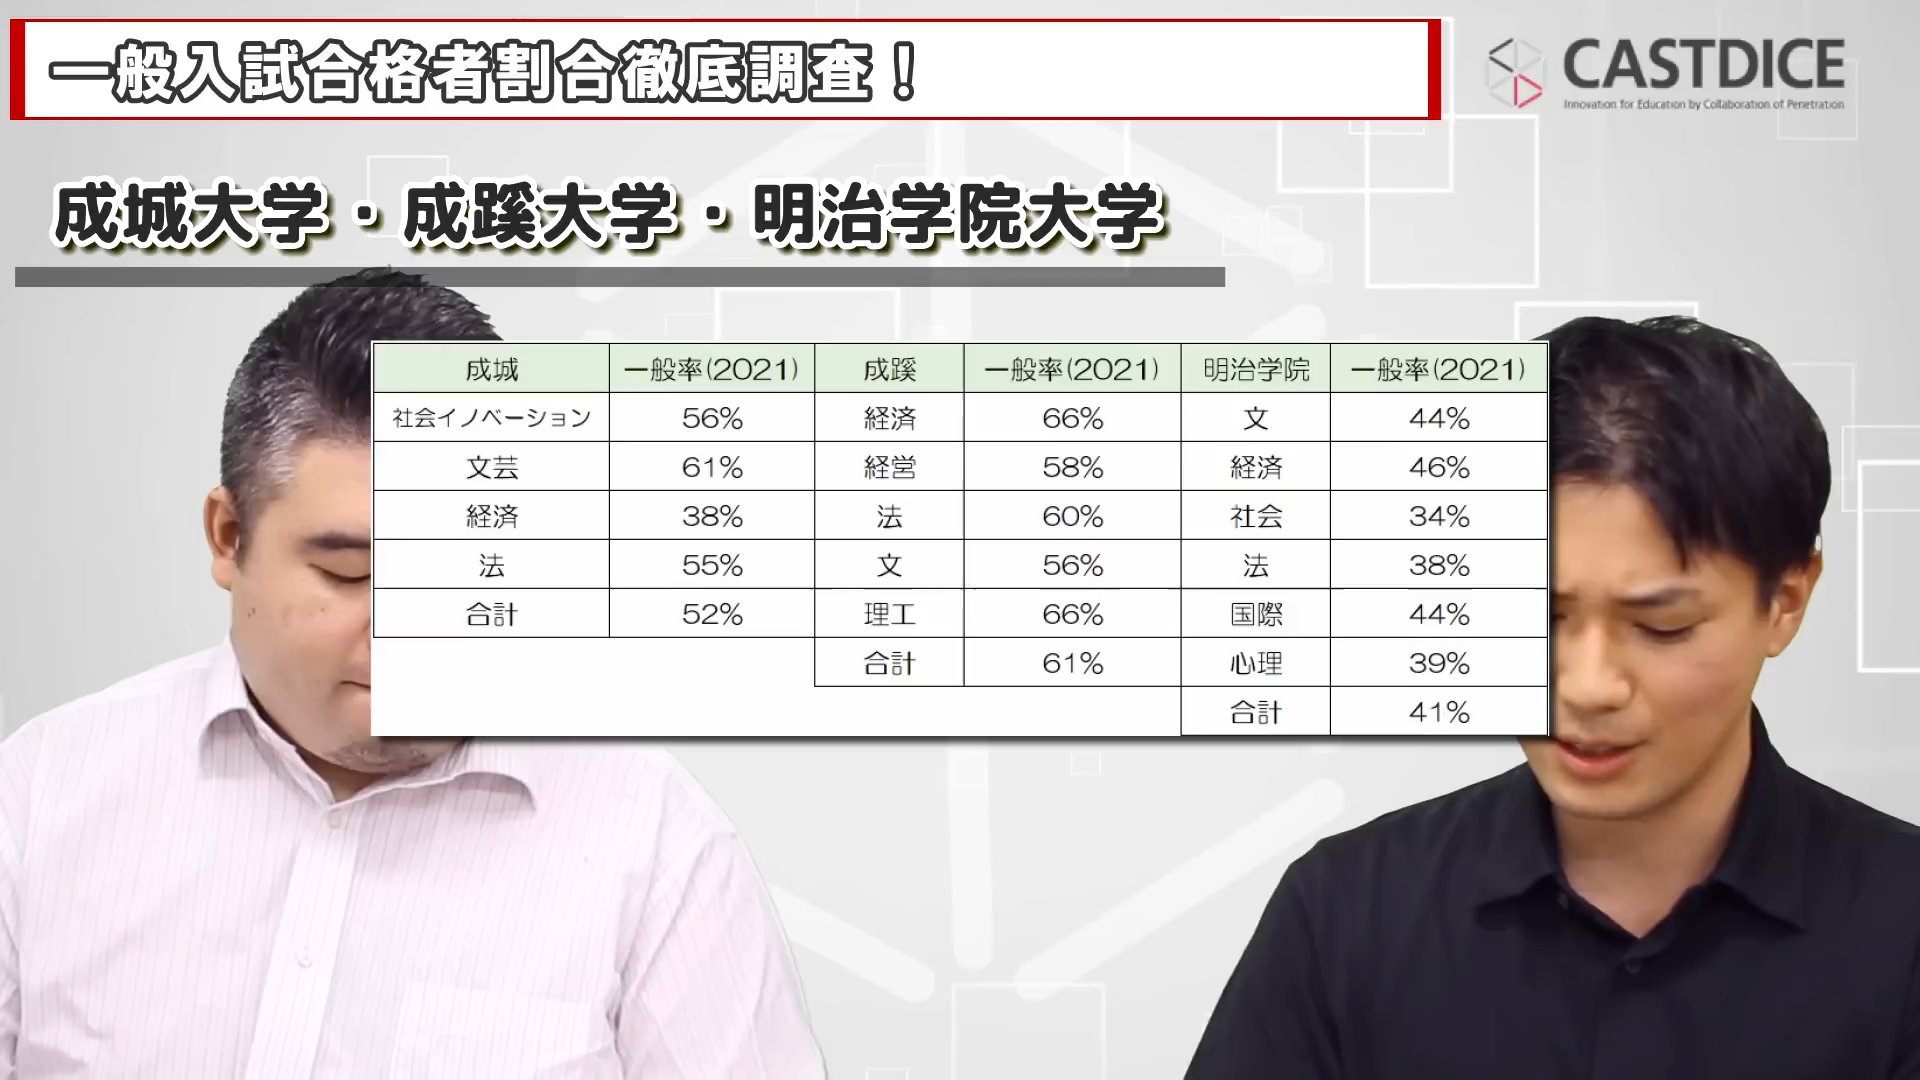 一般入試合格者割合徹底調査！
CASTDICE
Innovation for Education by Collaboration of Penetration
成城大学・成蹊大学・明治学院大学
成城 一般率(2021) 成蹊 一般率(2021) 明治学院 一般率(2021)
社会イノベーション 56% 経済 66% 文 44%
文芸 61% 経営 58% 経済 46%
経済 38% 法 60% 社会 34%
法 55% 文 56% 法 38%
合計 52% 理工 66% 国際 44%
合計 61% 心理 39%
合計 41%